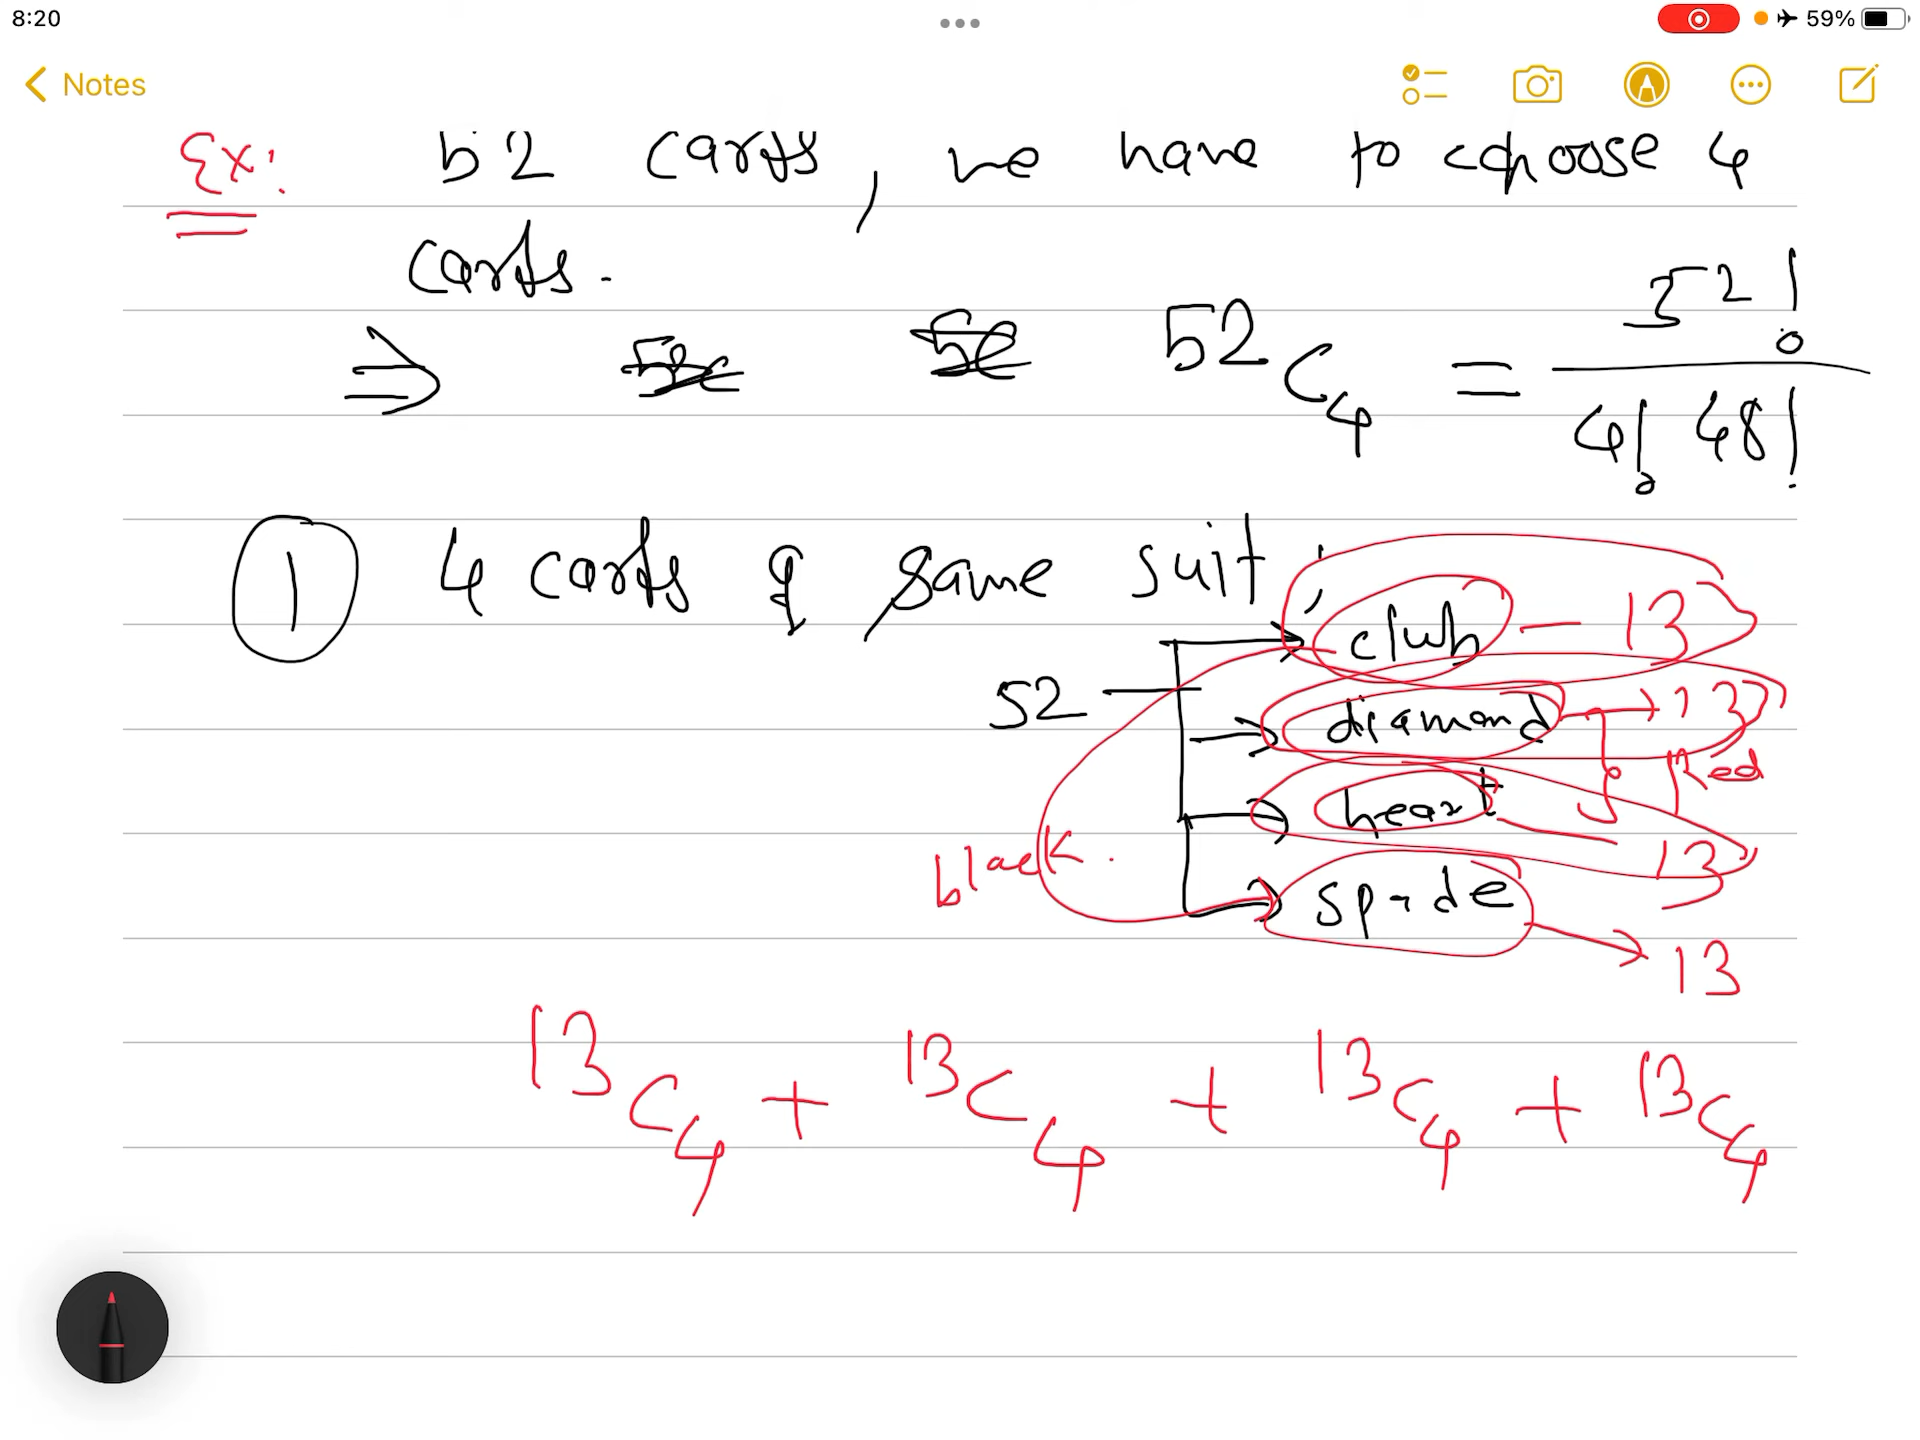 8:20
59%
Notes
Ex: 52 cards, we have to choose 4
cards.
⇒ 52C4 = 52! / 4! 48!
① 4 cards of same suit,
club — 13
52
diamond → 13
Red
heart 13
black.
spade → 13
13C4 + 13C4 + 13C4 + 13C4